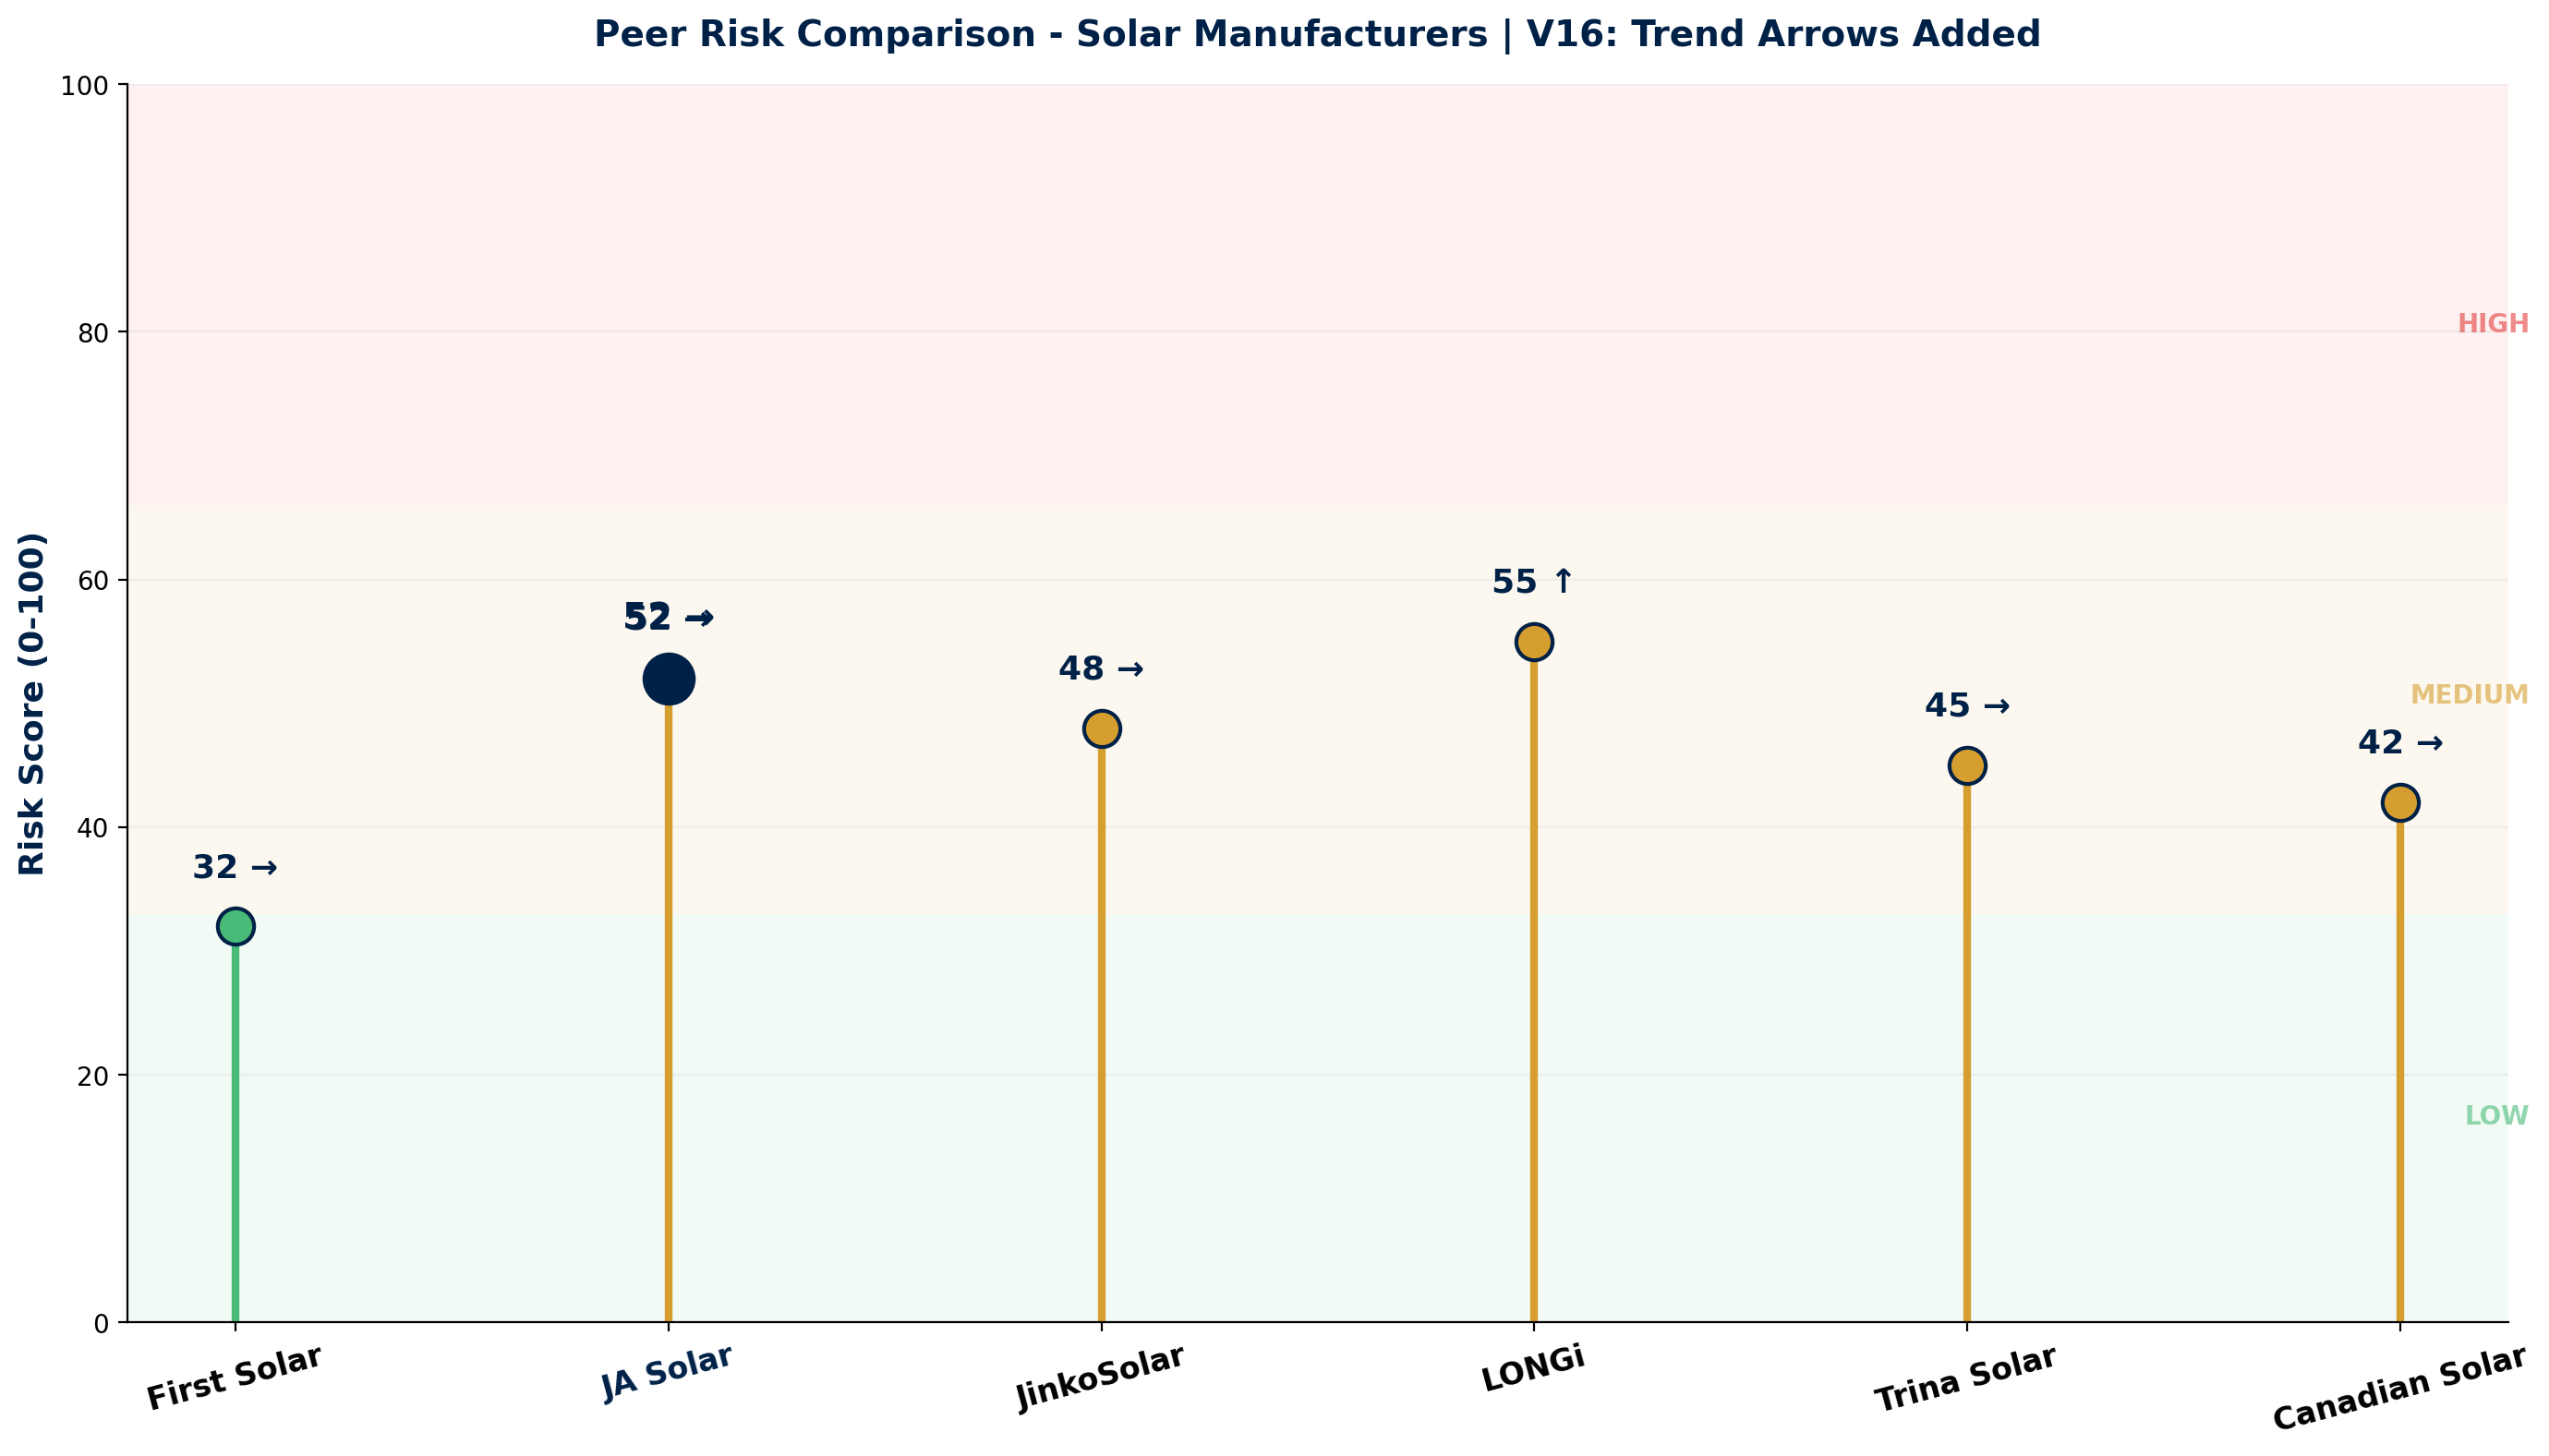 Peer Risk Comparison - Solar Manufacturers | V16: Trend Arrows Added
Risk Score (0-100)
100
80
60
40
20
0
HIGH
MEDIUM
LOW
32 →
52 →
48 →
55 ↑
45 →
42 →
First Solar
JA Solar
JinkoSolar
LONGi
Trina Solar
Canadian Solar